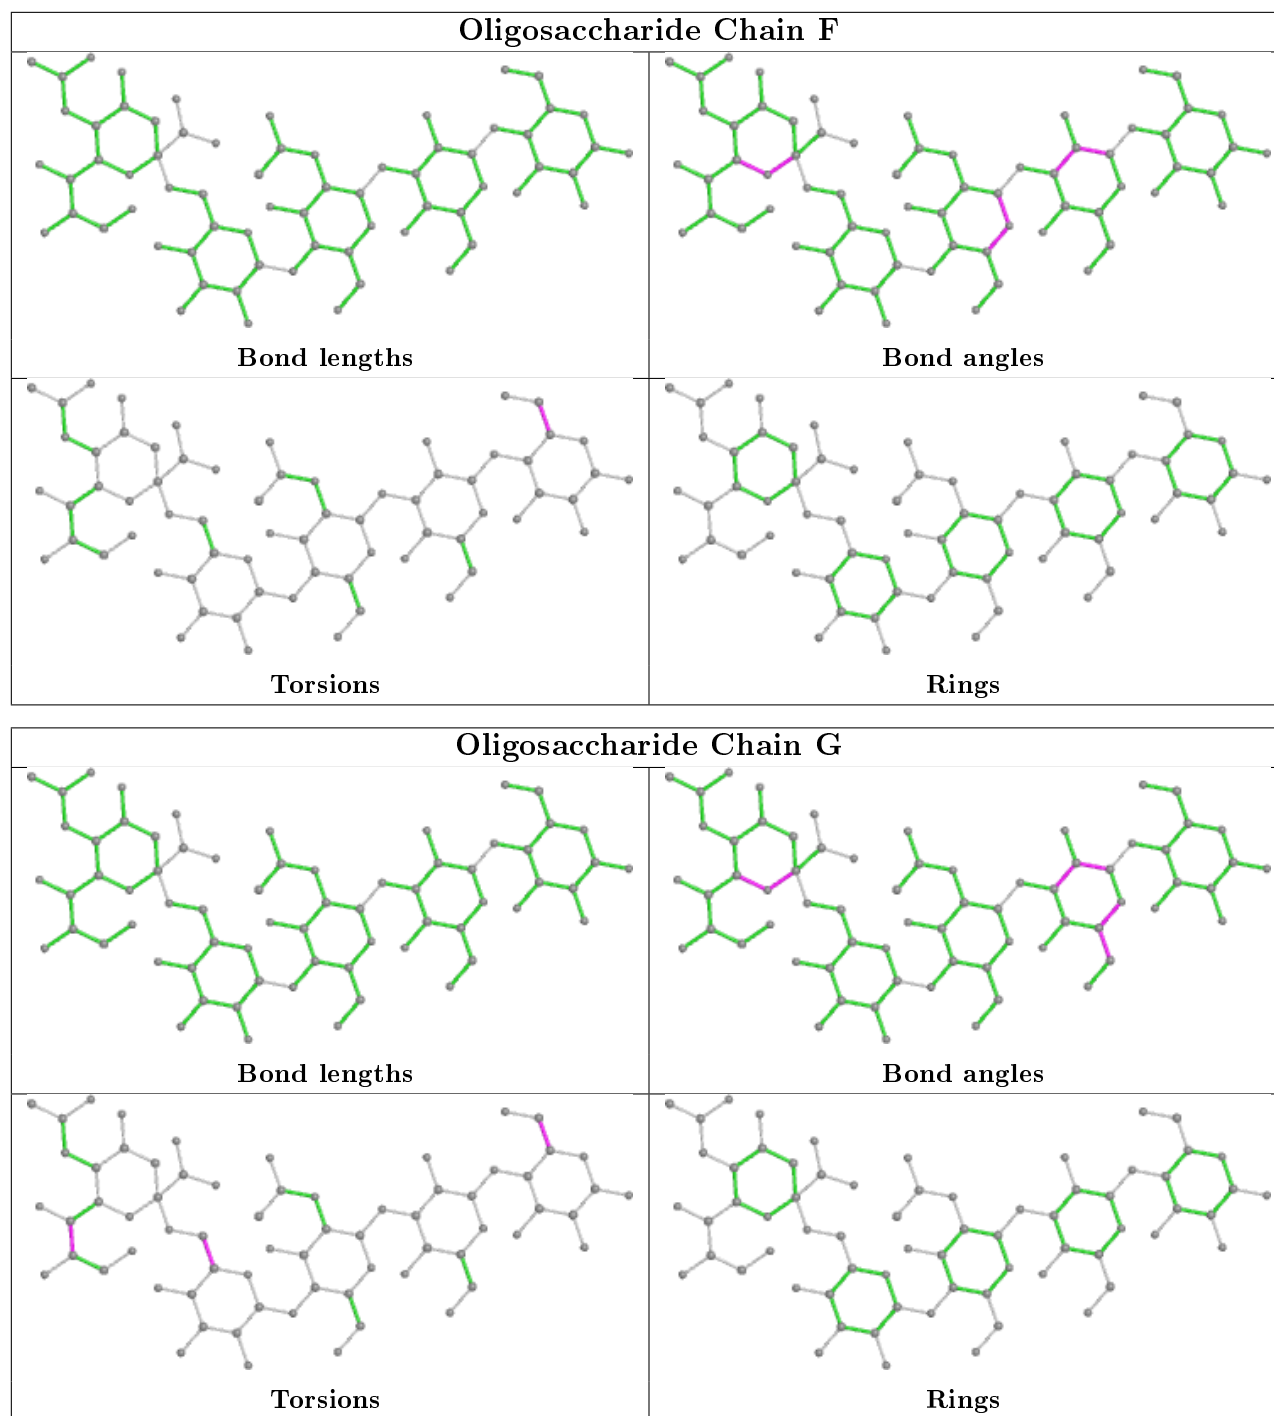 Oligosaccharide Chain F
Bond lengths
Bond angles
Torsions
Rings
Oligosaccharide Chain G
Bond lengths
Bond angles
Torsions
Rings